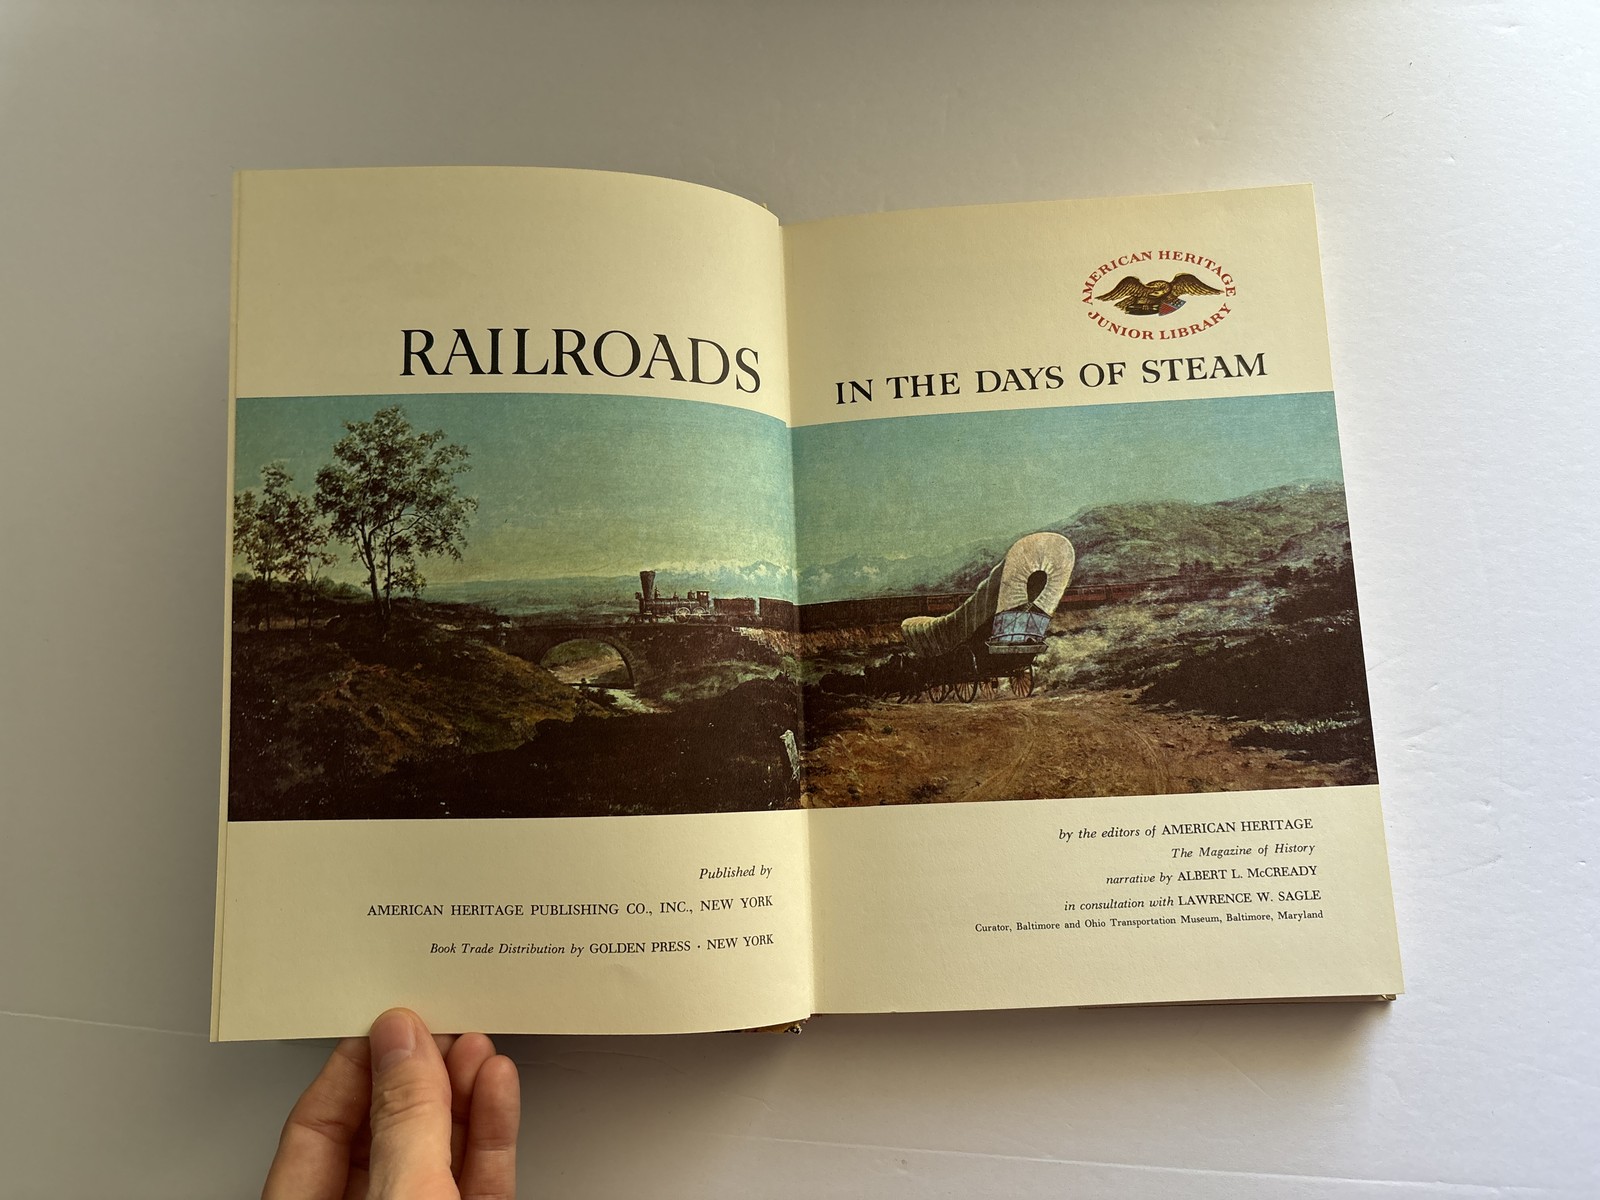 RAILROADS
Published by
AMERICAN HERITAGE PUBLISHING CO., INC., NEW YORK
Book Trade Distribution by GOLDEN PRESS · NEW YORK
AMERICAN HERITAGE
JUNIOR LIBRARY
IN THE DAYS OF STEAM
by the editors of AMERICAN HERITAGE
The Magazine of History
narrative by ALBERT L. McCREADY
in consultation with LAWRENCE W. SAGLE
Curator, Baltimore and Ohio Transportation Museum, Baltimore, Maryland